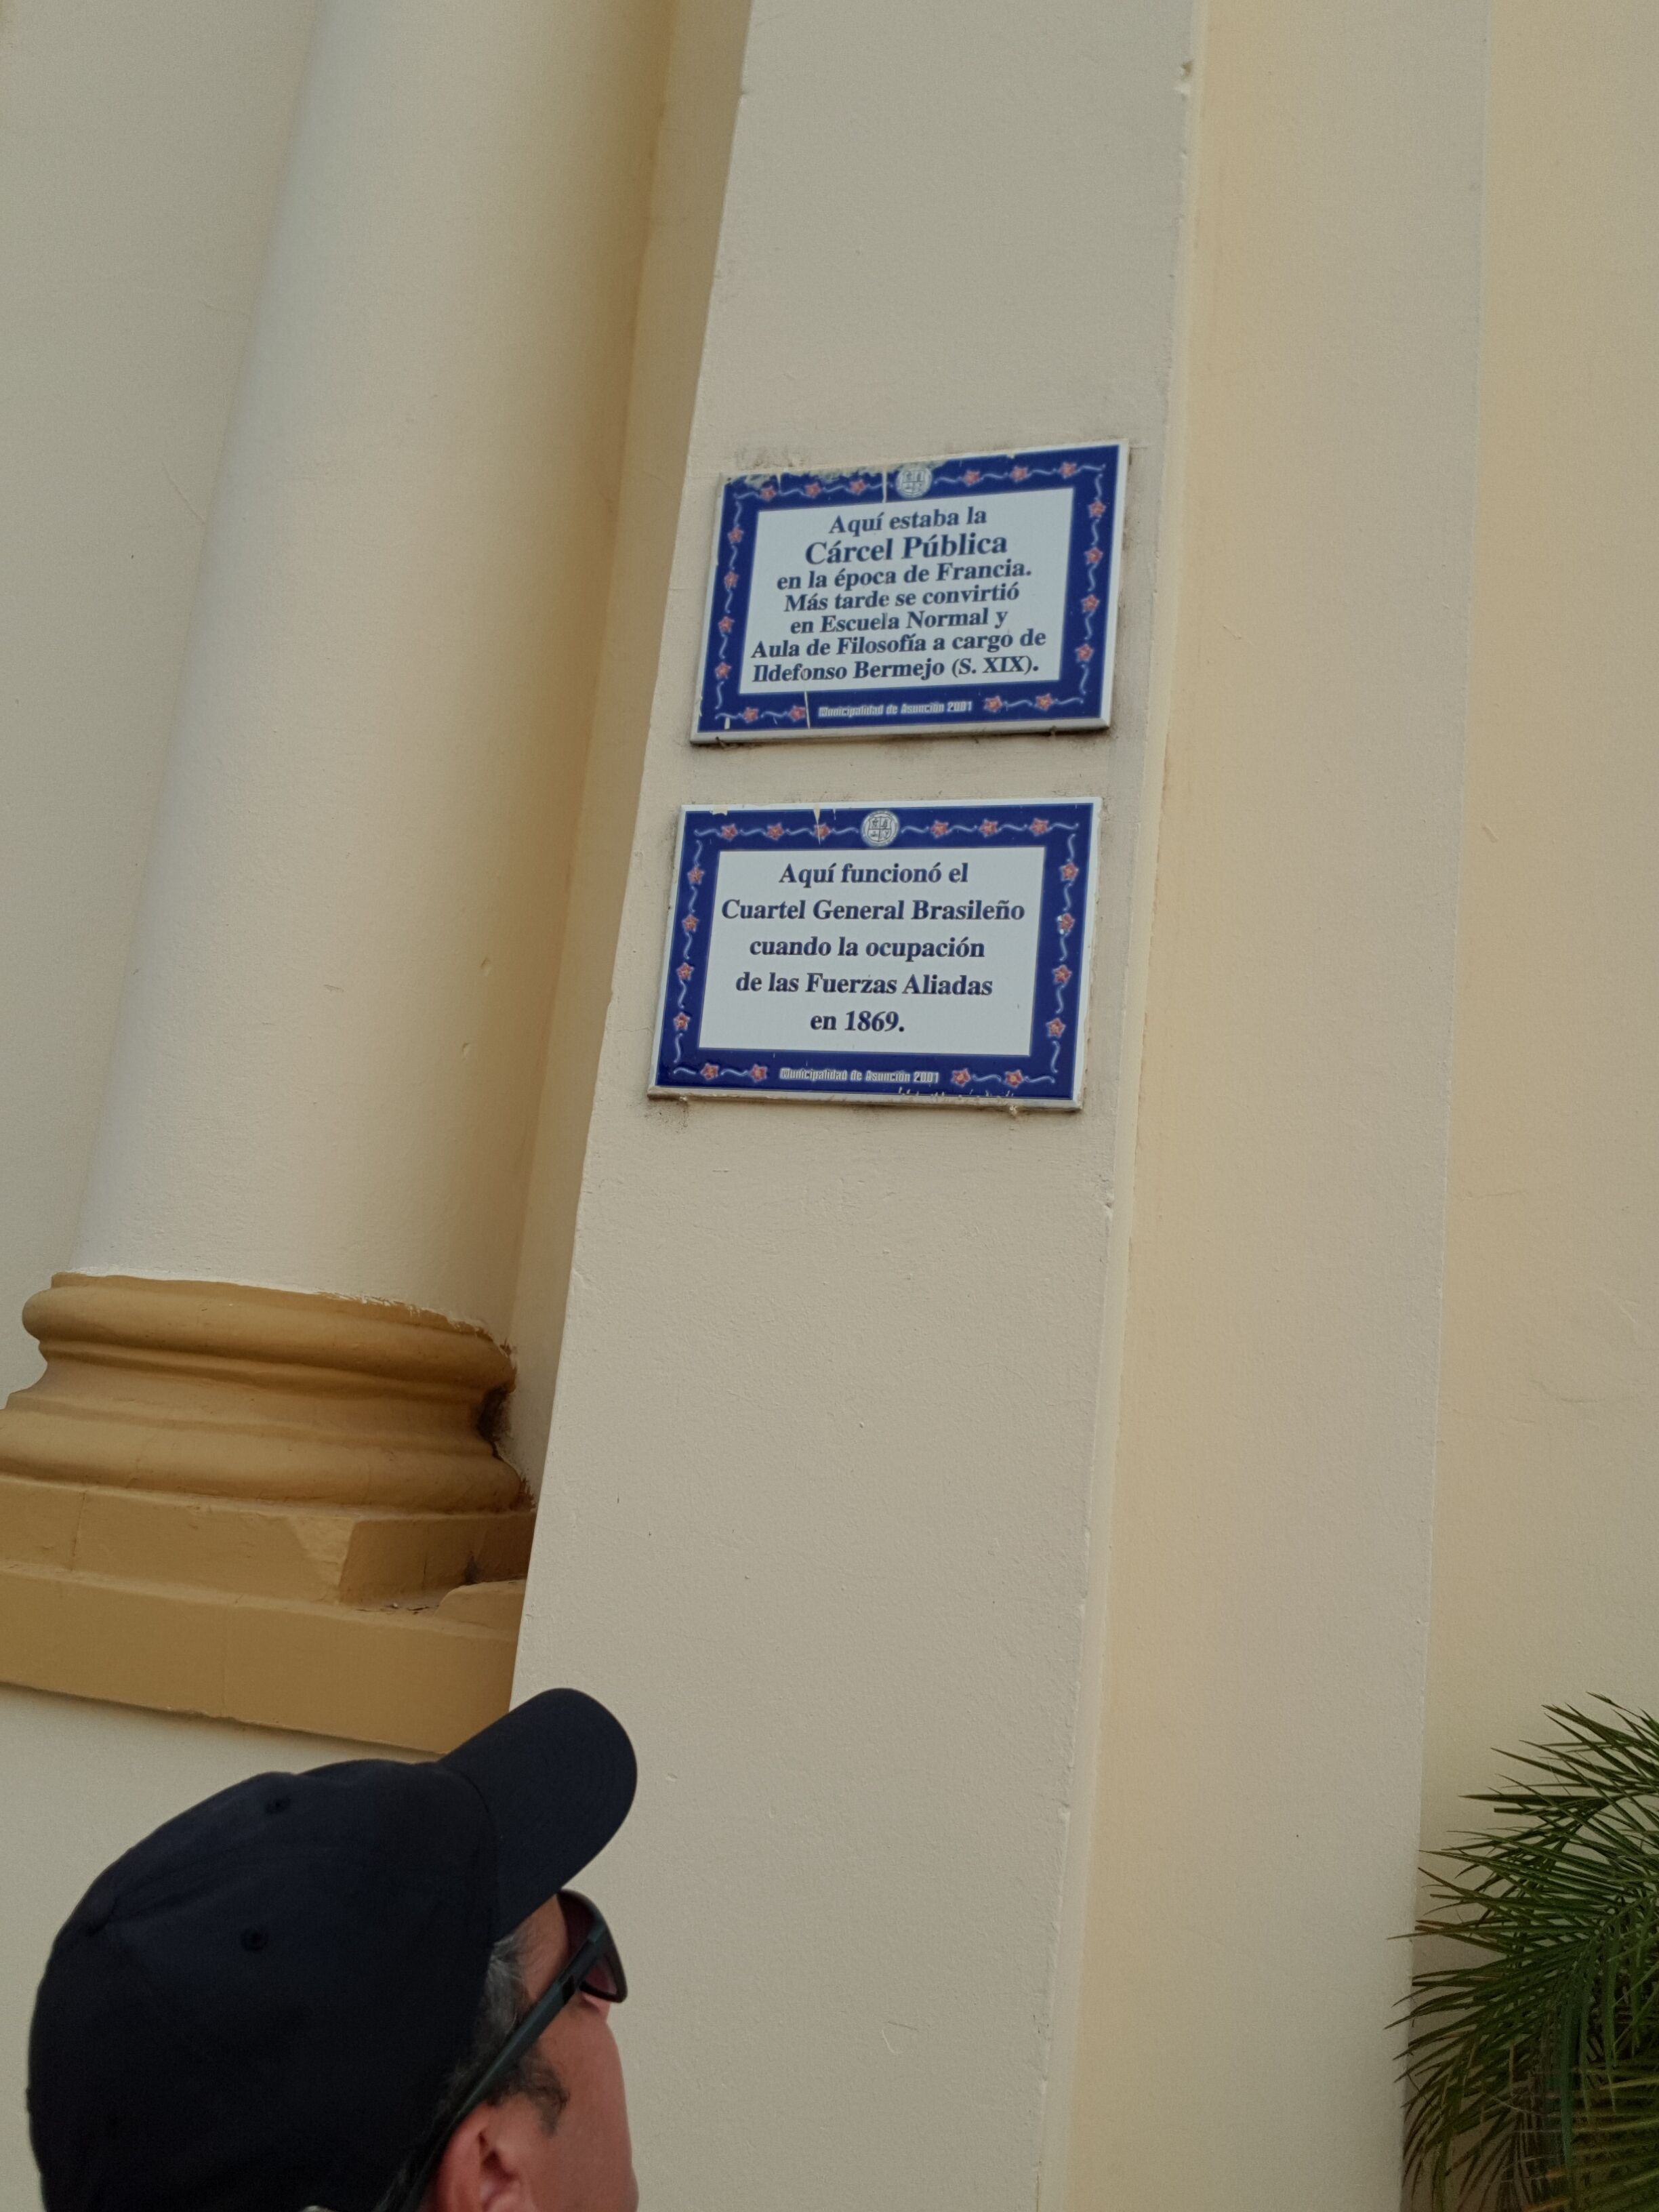 Aquí estaba la
Cárcel Pública
en la época de Francia.
Más tarde se convirtió
en Escuela Normal y
Aula de Filosofía a cargo de
Ildefonso Bermejo (S. XIX).
Municipalidad de Asunción 2001
Aquí funcionó el
Cuartel General Brasileño
cuando la ocupación
de las Fuerzas Aliadas
en 1869.
Municipalidad de Asunción 2001